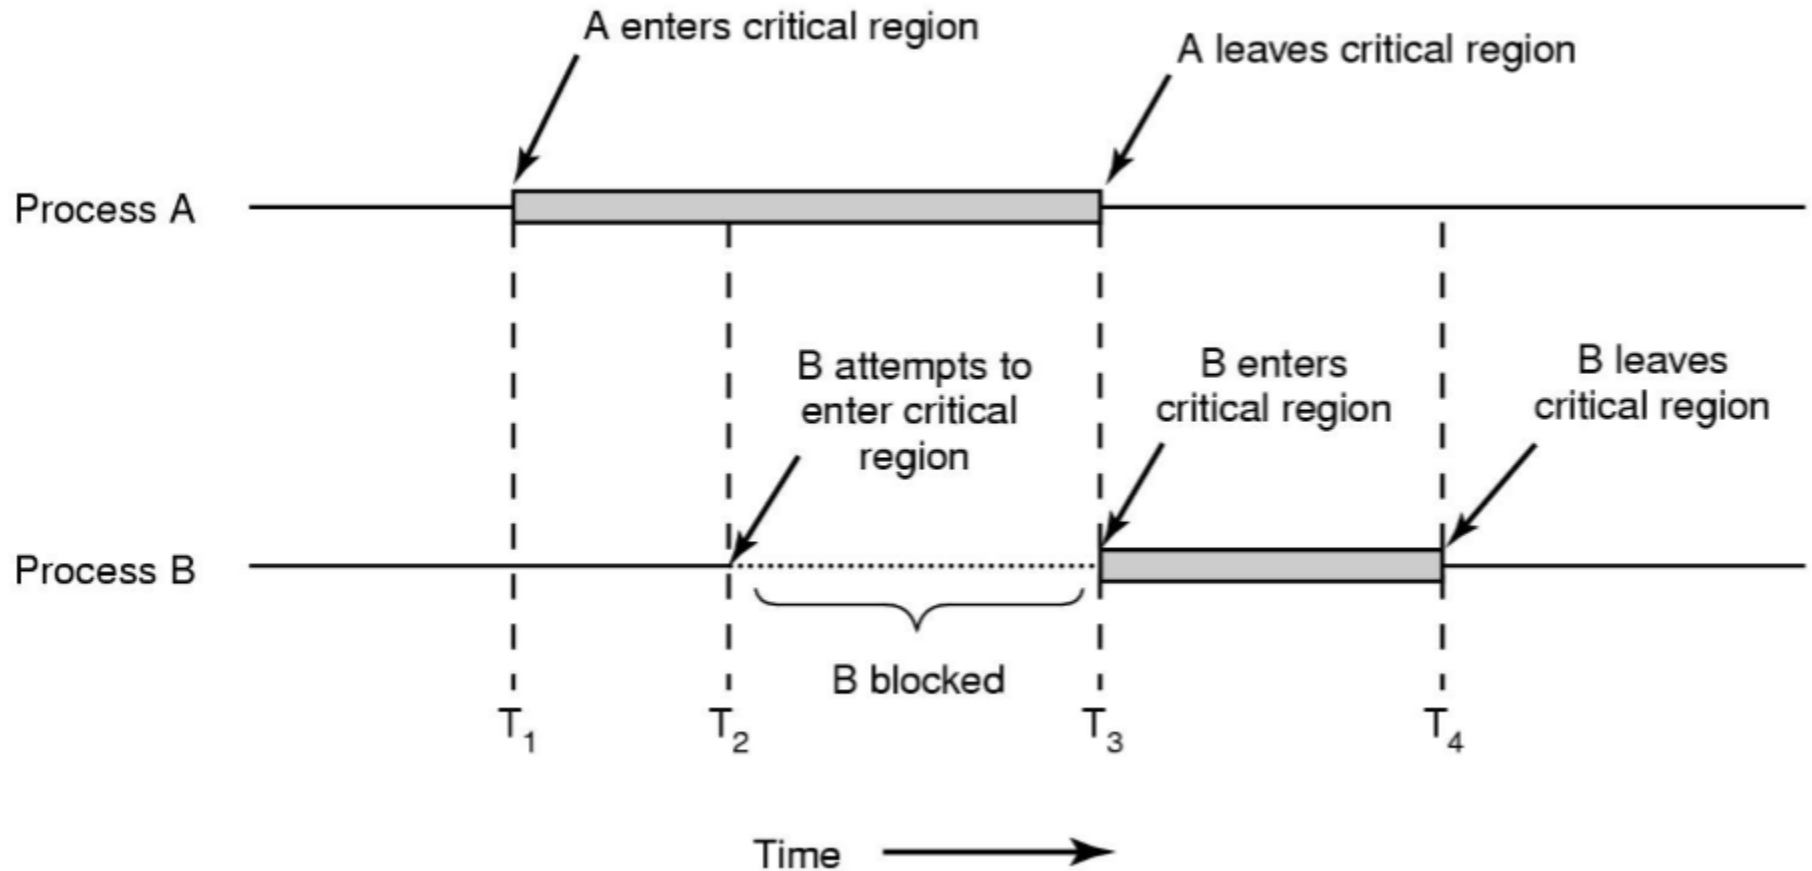 A enters critical region
A leaves critical region
Process A
B attempts to
enter critical
region
B enters
critical region
B leaves
critical region
Process B
B blocked
T1
T2
T3
T4
Time